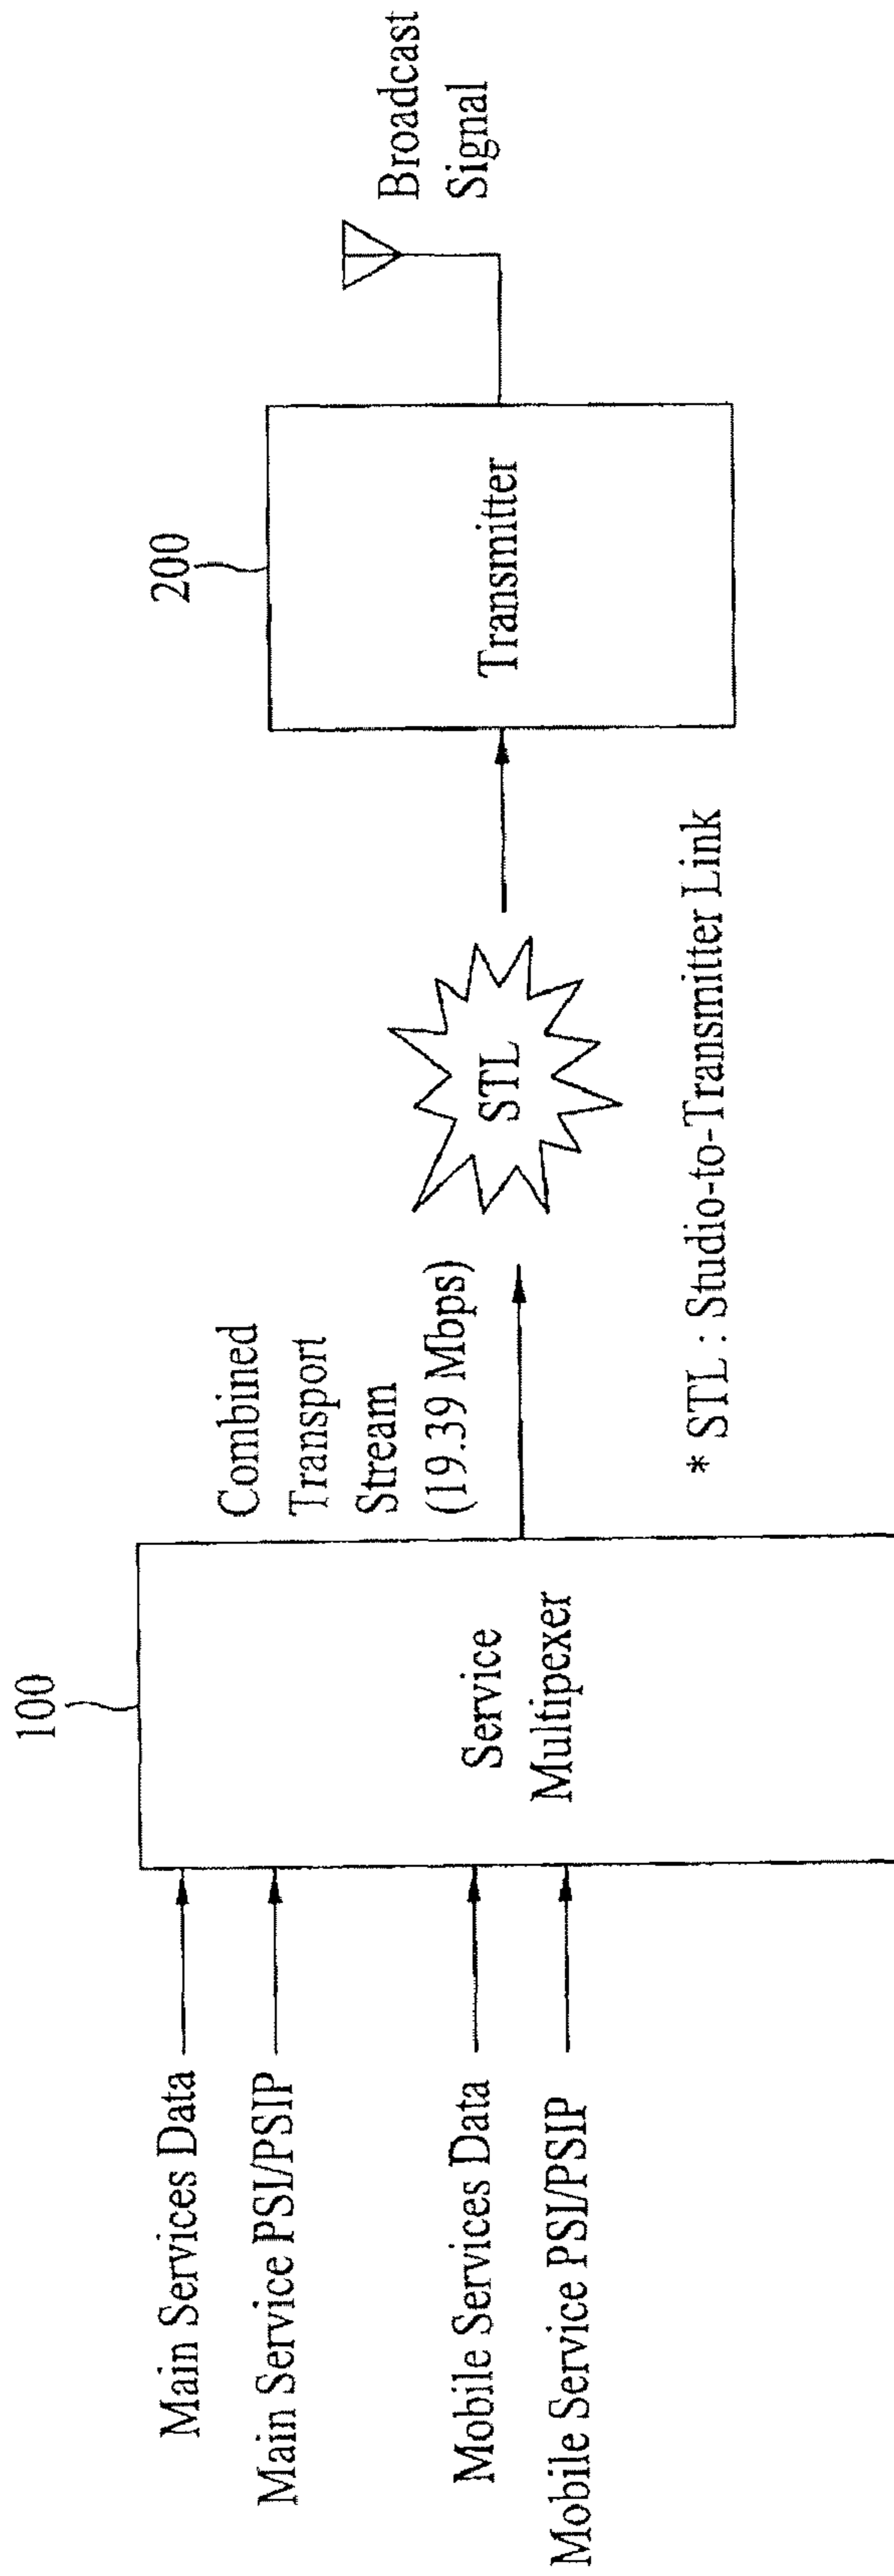 100
Main Services Data
Main Service PSI/PSIP
Mobile Services Data
Mobile Service PSI/PSIP
Service
Multipexer
Combined
Transport
Stream
(19.39 Mbps)
STL
* STL : Studio-to-Transmitter Link
200
Transmitter
Broadcast
Signal